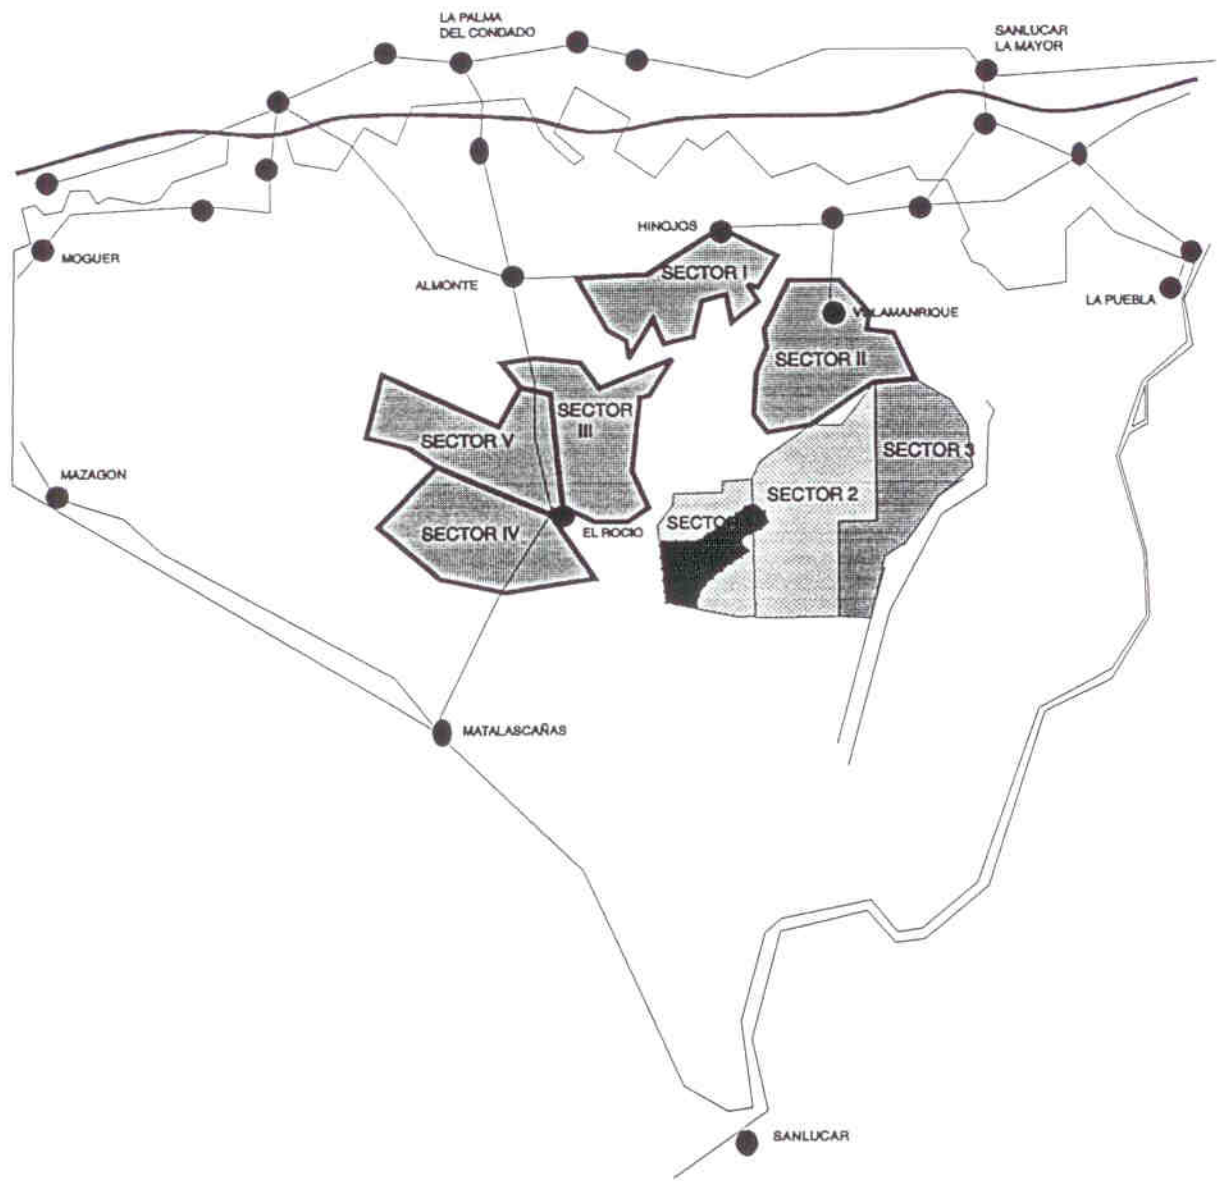 LA PALMA
DEL CONDADO
SANLUCAR
LA MAYOR
HINOJOS
MOGUER
SECTOR I
ALMONTE
LA PUEBLA
VILLAMANRIQUE
SECTOR II
SECTOR
III
SECTOR V
SECTOR 3
MAZAGON
SECTOR 2
SECTOR
SECTOR IV
EL ROCIO
MATALASCAÑAS
SANLUCAR